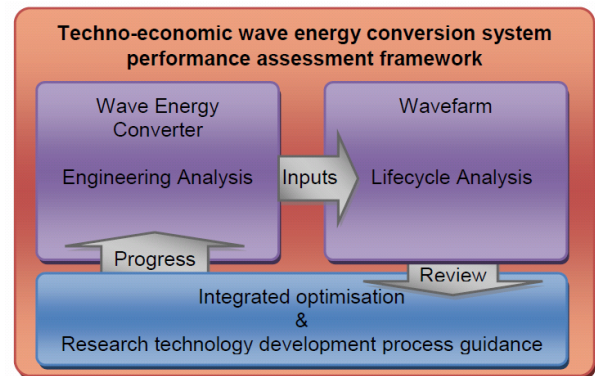 Techno-economic wave energy conversion system
performance assessment framework
Wave Energy
Converter
Engineering Analysis
Inputs
Wavefarm
Lifecycle Analysis
Progress
Review
Integrated optimisation
&
Research technology development process guidance